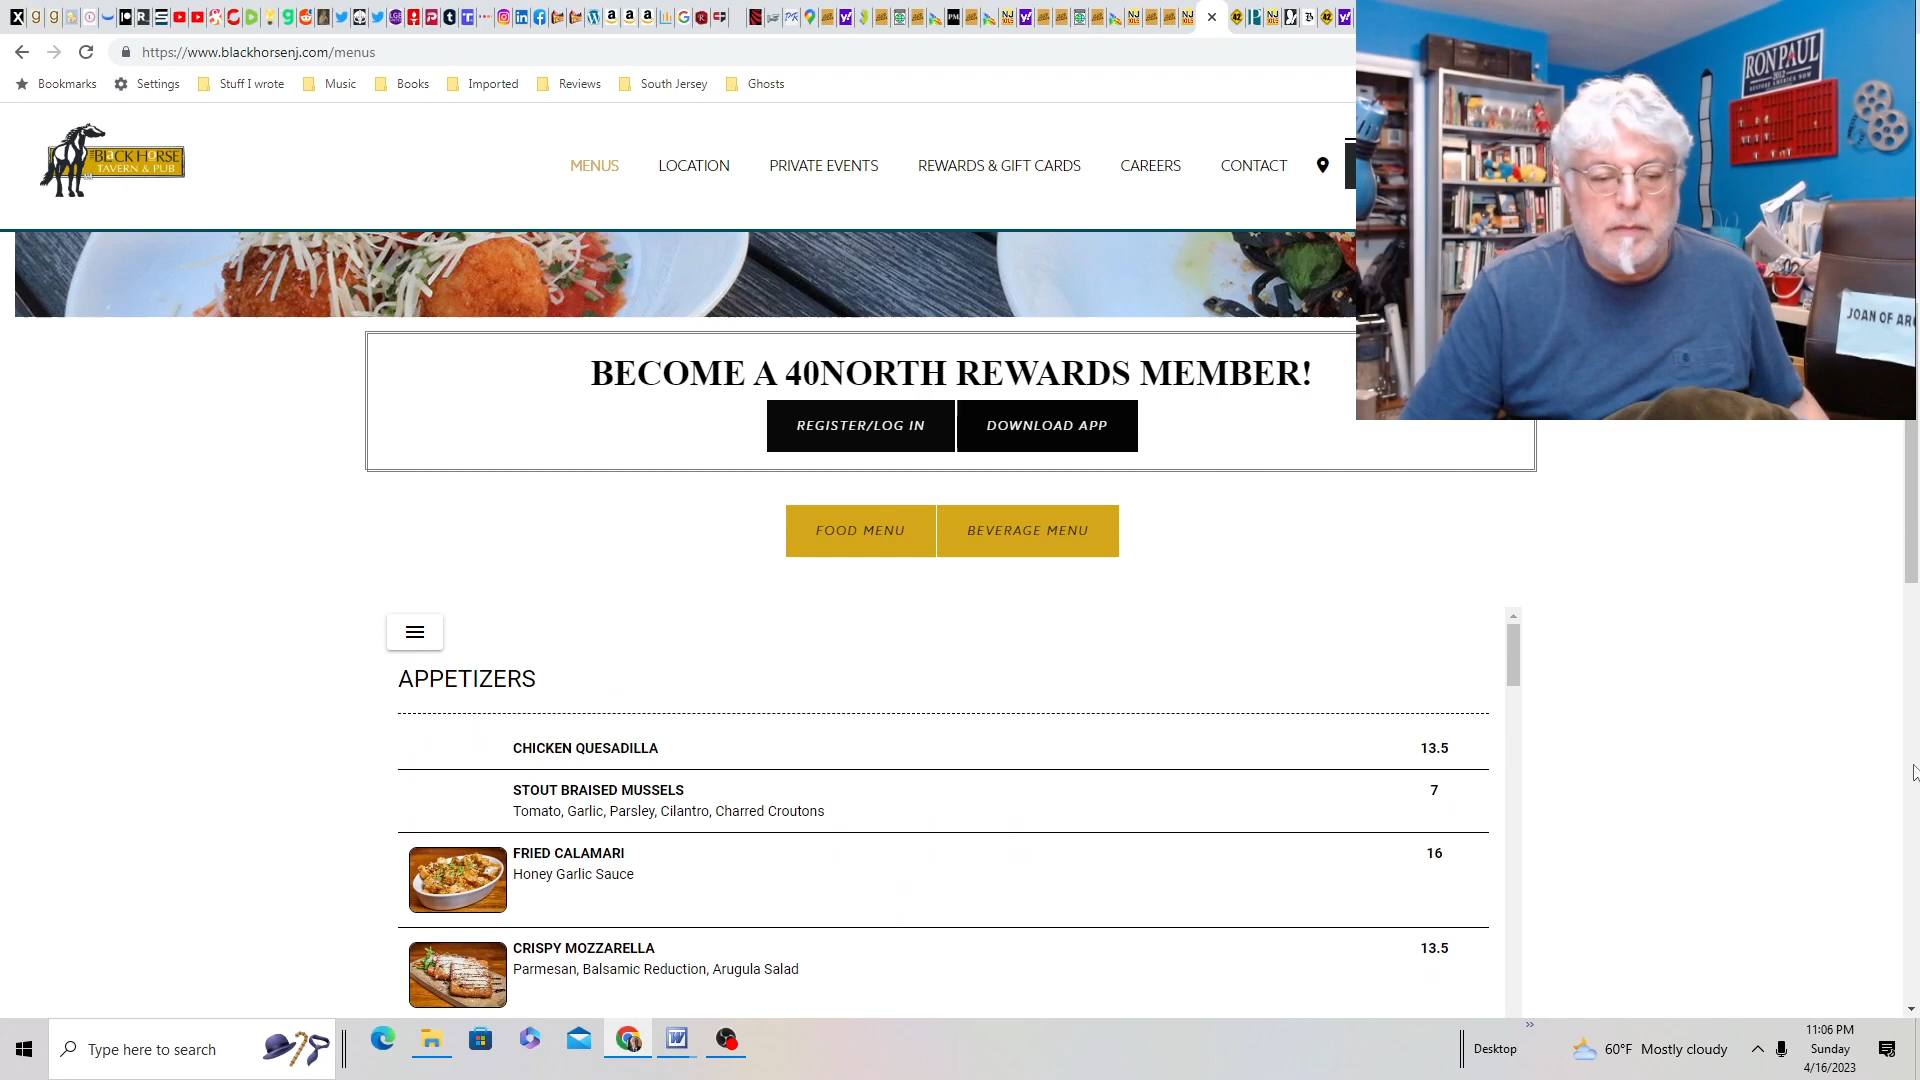 https://www.blackhorsenj.com/menus
Bookmarks Settings Stuff I wrote Music Books Imported Reviews South Jersey Ghosts
BLACK HORSE
TAVERN & PUB
MENUS LOCATION PRIVATE EVENTS REWARDS & GIFT CARDS CAREERS CONTACT
RON PAUL
2012
JOAN OF AR
BECOME A 40NORTH REWARDS MEMBER!
REGISTER/LOG IN DOWNLOAD APP
FOOD MENU BEVERAGE MENU
APPETIZERS
CHICKEN QUESADILLA 13.5
STOUT BRAISED MUSSELS 7
Tomato, Garlic, Parsley, Cilantro, Charred Croutons
FRIED CALAMARI 16
Honey Garlic Sauce
CRISPY MOZZARELLA 13.5
Parmesan, Balsamic Reduction, Arugula Salad
Type here to search
Desktop
60°F Mostly cloudy
11:06 PM
Sunday
4/16/2023